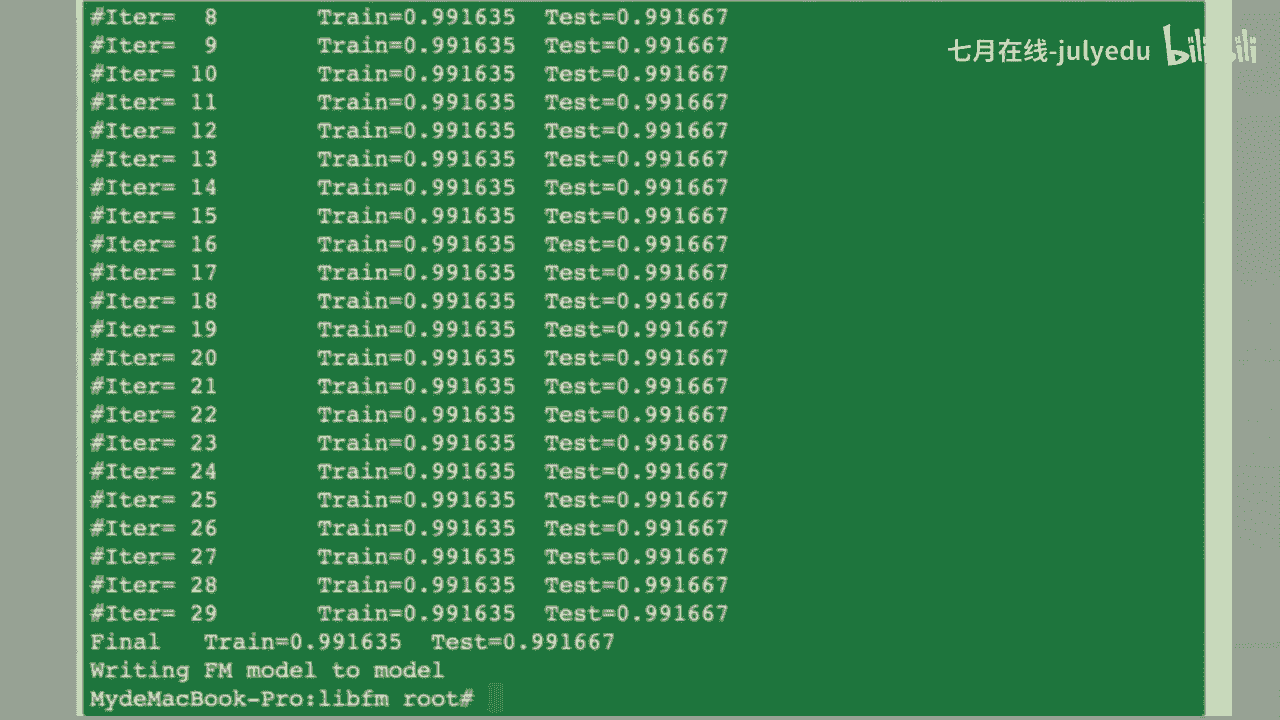 #Iter=  8       Train=0.991635  Test=0.991667
#Iter=  9       Train=0.991635  Test=0.991667
七月在线-julyedu bilibili
#Iter= 10       Train=0.991635  Test=0.991667
#Iter= 11       Train=0.991635  Test=0.991667
#Iter= 12       Train=0.991635  Test=0.991667
#Iter= 13       Train=0.991635  Test=0.991667
#Iter= 14       Train=0.991635  Test=0.991667
#Iter= 15       Train=0.991635  Test=0.991667
#Iter= 16       Train=0.991635  Test=0.991667
#Iter= 17       Train=0.991635  Test=0.991667
#Iter= 18       Train=0.991635  Test=0.991667
#Iter= 19       Train=0.991635  Test=0.991667
#Iter= 20       Train=0.991635  Test=0.991667
#Iter= 21       Train=0.991635  Test=0.991667
#Iter= 22       Train=0.991635  Test=0.991667
#Iter= 23       Train=0.991635  Test=0.991667
#Iter= 24       Train=0.991635  Test=0.991667
#Iter= 25       Train=0.991635  Test=0.991667
#Iter= 26       Train=0.991635  Test=0.991667
#Iter= 27       Train=0.991635  Test=0.991667
#Iter= 28       Train=0.991635  Test=0.991667
#Iter= 29       Train=0.991635  Test=0.991667
Final   Train=0.991635  Test=0.991667
Writing FM model to model
MydeMacBook-Pro:libfm root#